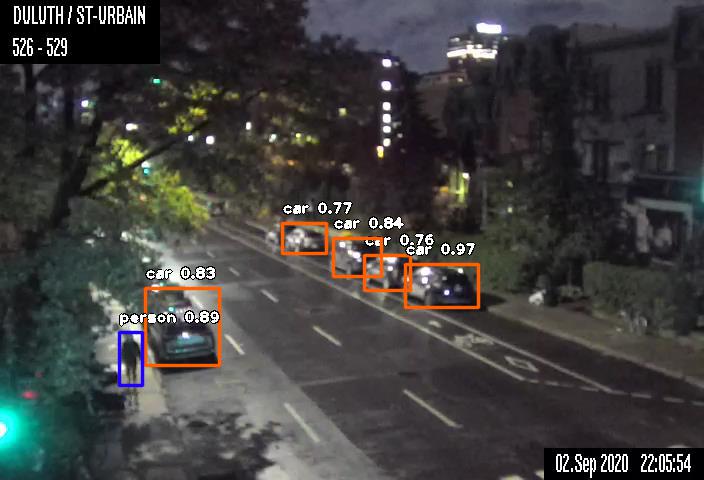 DULUTH / ST-URBAIN
526 - 529
car 0.77
car 0.84
car 0.76
car 0.97
car 0.83
person 0.89
02.Sep 2020 22:05:54